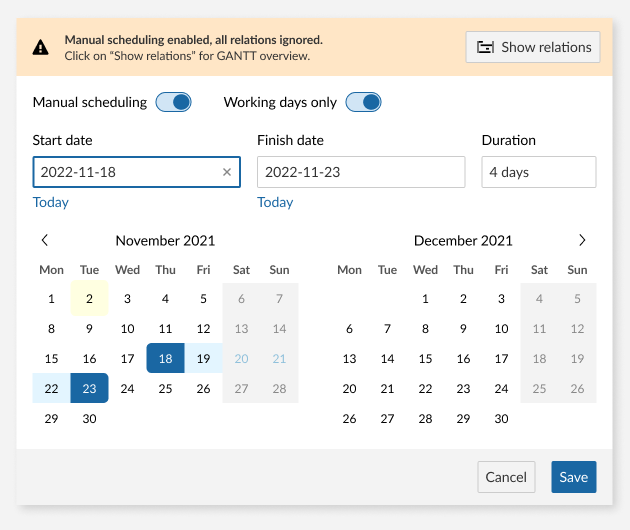 Manual scheduling enabled, all relations ignored.
Click on “Show relations” for GANTT overview.
Show relations
Manual scheduling
Working days only
Start date
Finish date
Duration
2022-11-18 ×
2022-11-23
4 days
Today
Today
November 2021
Mon Tue Wed Thu Fri Sat Sun
1 2 3 4 5 6 7
8 9 10 11 12 13 14
15 16 17 18 19 20 21
22 23 24 25 26 27 28
29 30
December 2021
Mon Tue Wed Thu Fri Sat Sun
1 2 3 4 5
6 7 8 9 10 11 12
13 14 15 16 17 18 19
20 21 22 23 24 25 26
26 27 28 29 30
Cancel
Save